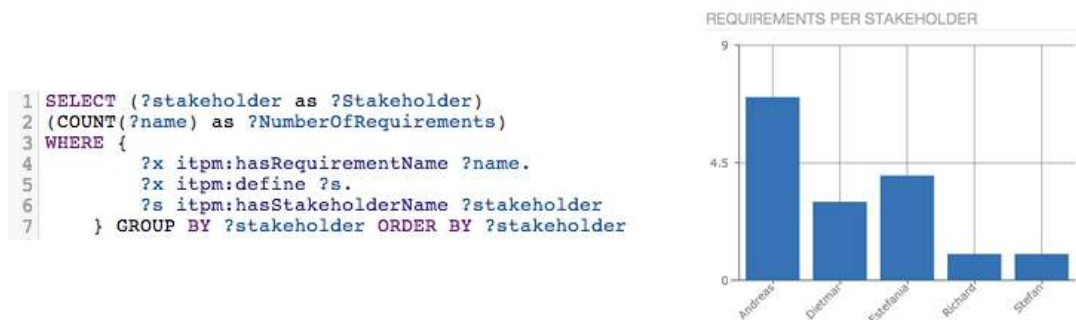 1 SELECT (?stakeholder as ?Stakeholder)
2 (COUNT(?name) as ?NumberOfRequirements)
3 WHERE {
4 ?x itpm:hasRequirementName ?name.
5 ?x itpm:define ?s.
6 ?s itpm:hasStakeholderName ?stakeholder
7 } GROUP BY ?stakeholder ORDER BY ?stakeholder
REQUIREMENTS PER STAKEHOLDER
9
4.5
0
Andreas
Dietmar
Estefania
Richard
Stefan